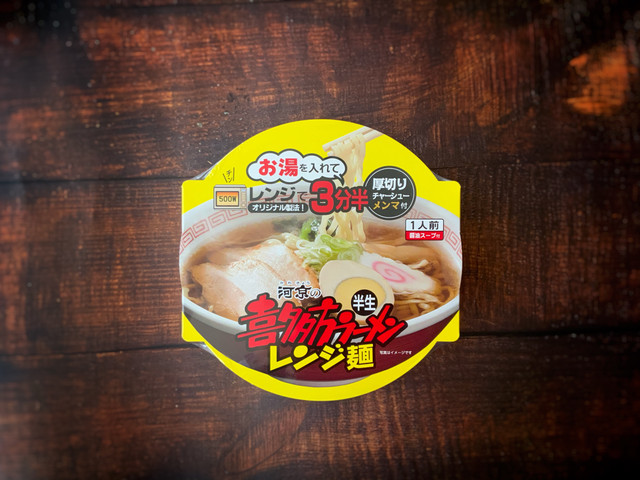 お湯を入れて
チン
500W
レンジで3分半
オリジナル製法！
厚切り
チャーシュー
メンマ付
1人前
醤油スープ付
河京の
半生
喜多方ラーメン
レンジ麺
写真はイメージです